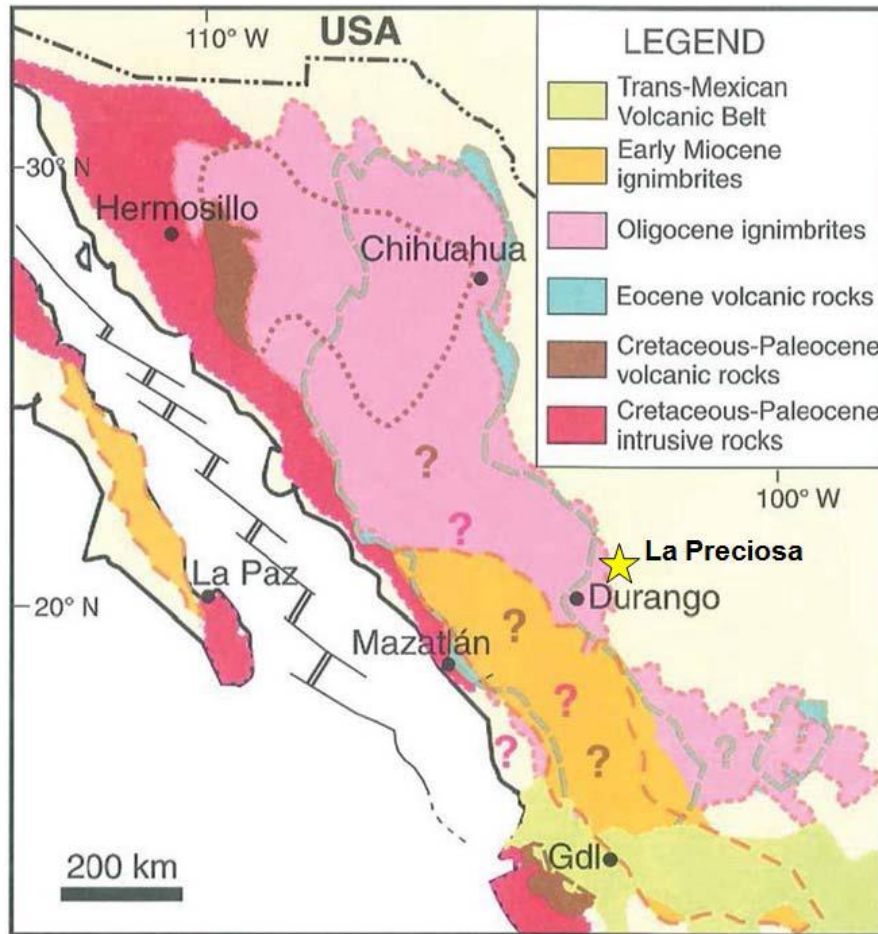 110° W
USA
LEGEND
Trans-Mexican
Volcanic Belt
Early Miocene
ignimbrites
Oligocene ignimbrites
Eocene volcanic rocks
Cretaceous-Paleocene
volcanic rocks
Cretaceous-Paleocene
intrusive rocks
30° N
Hermosillo
Chihuahua
?
100° W
?
La Preciosa
20° N
La Paz
Durango
?
Mazatlán
?
?
?
?
Gdl
200 km